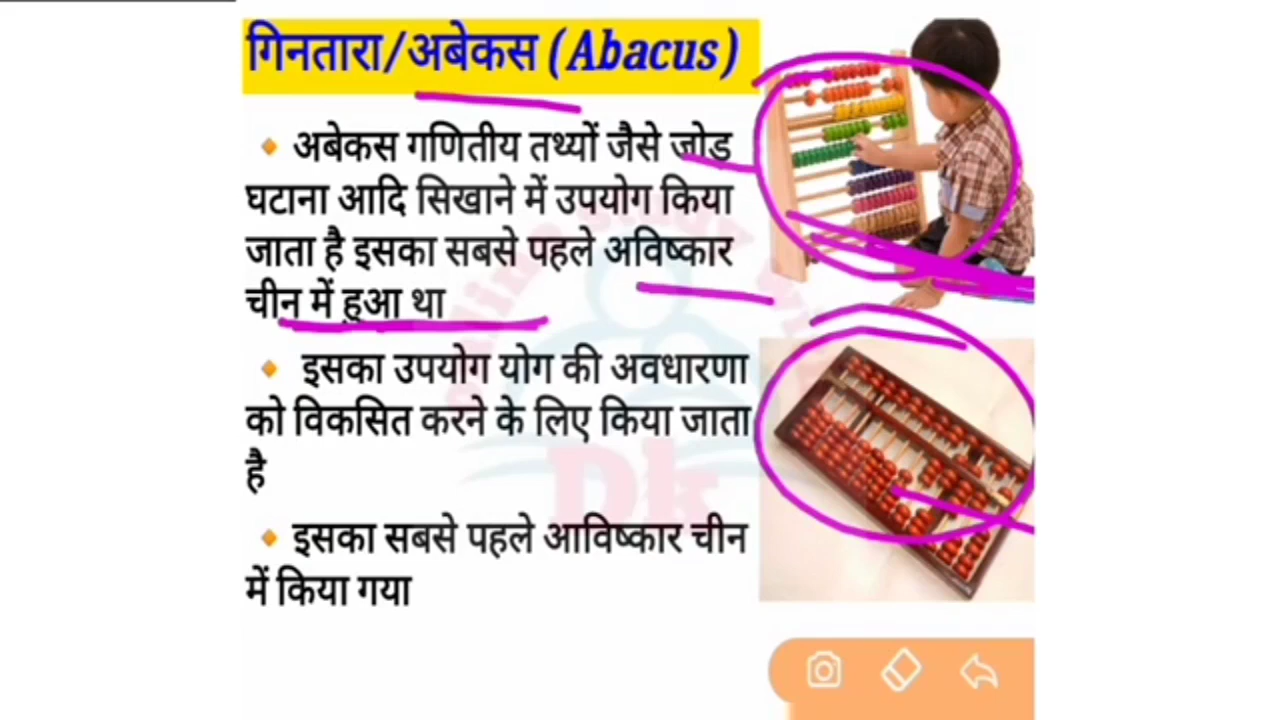 गिनतारा/अबेकस (Abacus)
🔸अबेकस गणितीय तथ्यों जैसे जोड
घटाना आदि सिखाने में उपयोग किया
जाता है इसका सबसे पहले अविष्कार
चीन में हुआ था
🔸 इसका उपयोग योग की अवधारणा
को विकसित करने के लिए किया जाता
है
🔸इसका सबसे पहले आविष्कार चीन
में किया गया
Dk